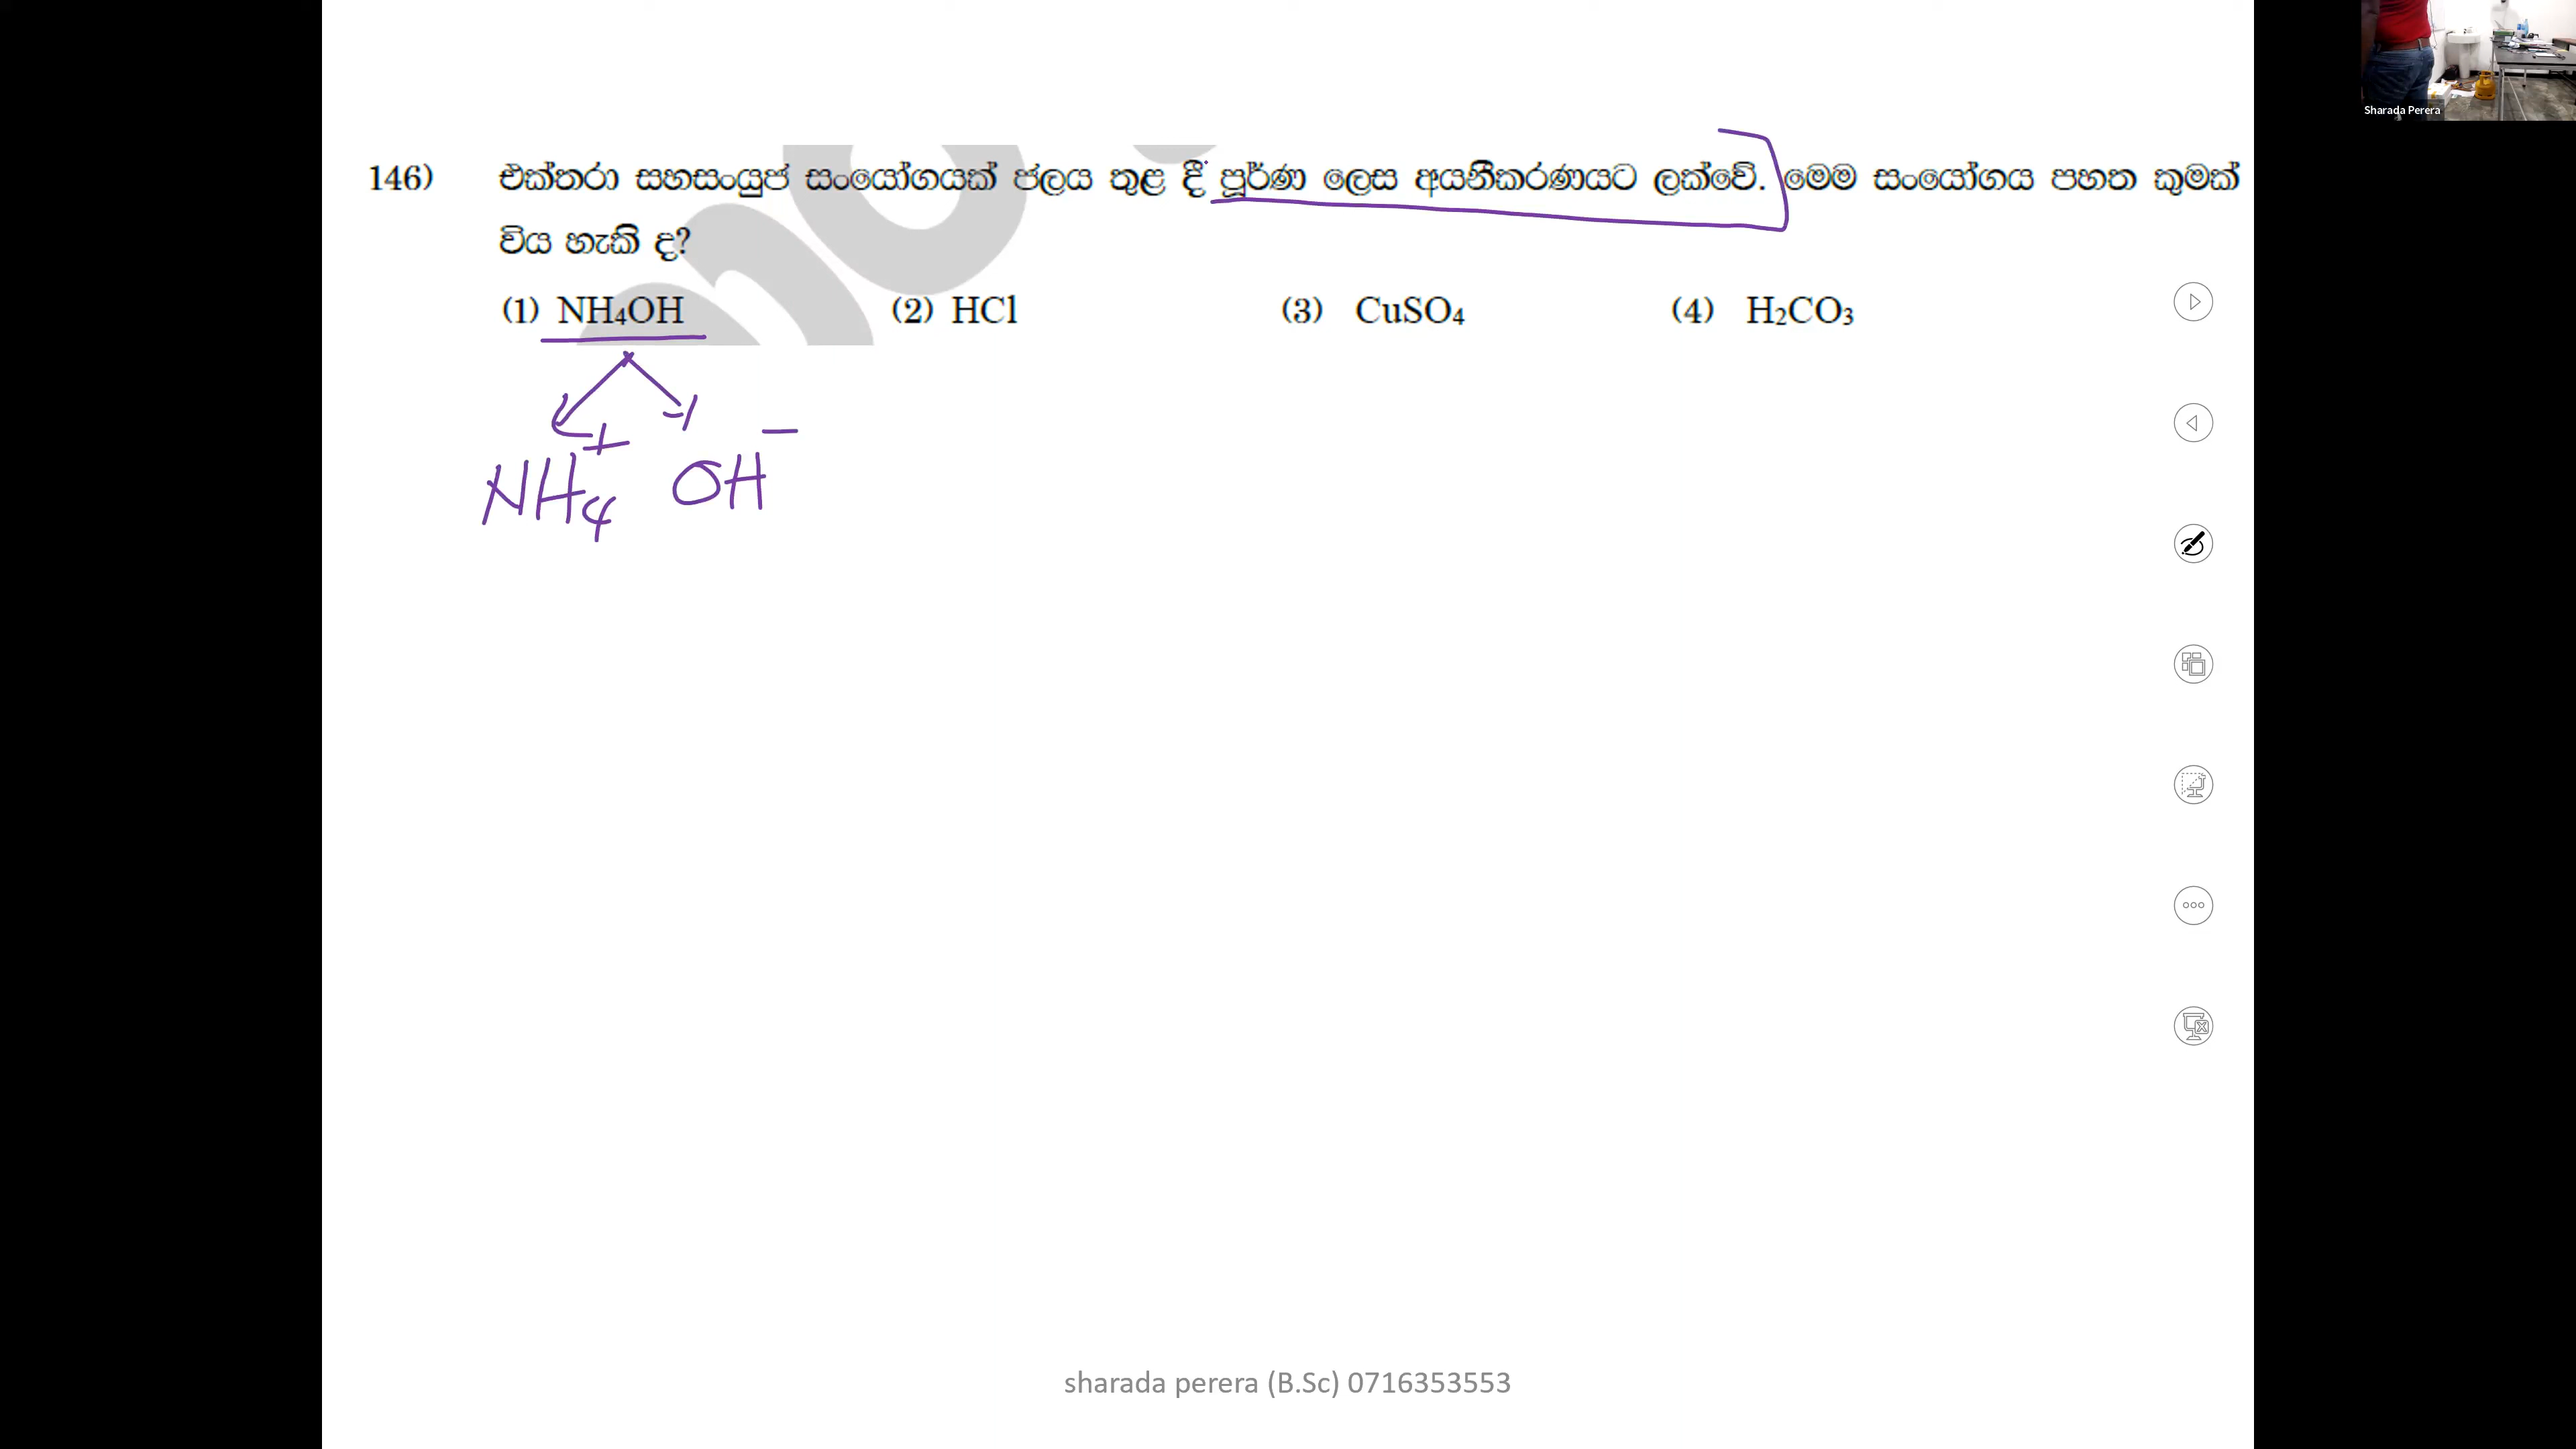 Sharada Perera
146) එක්තරා සහසංයුජ සංයෝගයක් ජලය තුළ දී පූර්ණ ලෙස අයනීකරණයට ලක්වේ. මෙම සංයෝගය පහත කුමක්
විය හැකි ද?
(1) NH₄OH (2) HCl (3) CuSO₄ (4) H₂CO₃
NH₄⁺ OH⁻
sharada perera (B.Sc) 0716353553